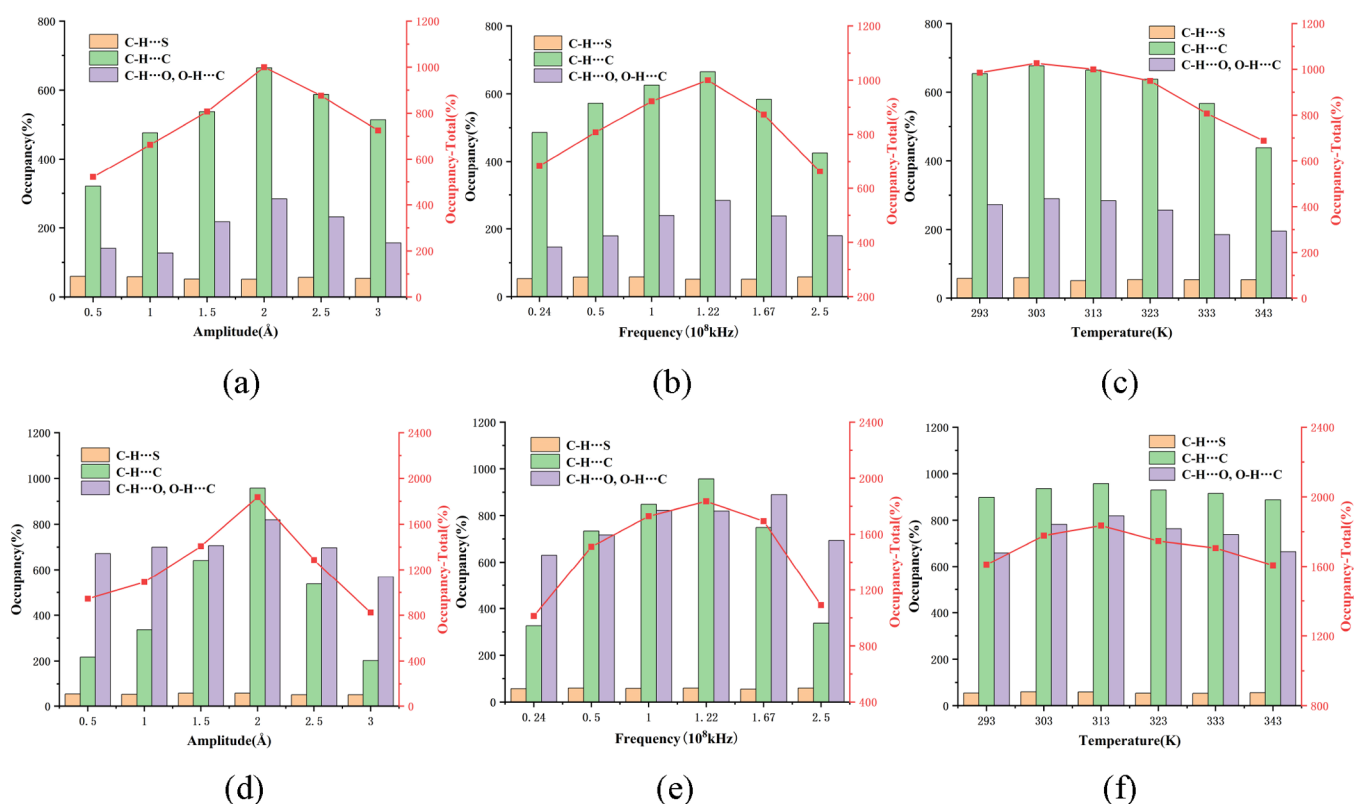 800
600
400
200
0
Occupancy(%)
C-H···S
C-H···C
C-H···O, O-H···C
1200
1000
800
600
400
200
0
Occupancy-Total(%)
0.5 1 1.5 2 2.5 3
Amplitude(Å)
(a)
800
600
400
200
0
Occupancy(%)
C-H···S
C-H···C
C-H···O, O-H···C
1200
1000
800
600
400
200
Occupancy-Total(%)
0.24 0.5 1 1.22 1.67 2.5
Frequency(10⁸kHz)
(b)
800
600
400
200
0
Occupancy(%)
C-H···S
C-H···C
C-H···O, O-H···C
1200
1000
800
600
400
200
0
Occupancy-Total(%)
293 303 313 323 333 343
Temperature(K)
(c)
1200
1000
800
600
400
200
0
Occupancy(%)
C-H···S
C-H···C
C-H···O, O-H···C
2400
2000
1600
1200
800
400
0
Occupancy-Total(%)
0.5 1 1.5 2 2.5 3
Amplitude(Å)
(d)
1200
1000
800
600
400
200
0
Occupancy(%)
C-H···S
C-H···C
C-H···O, O-H···C
2400
2000
1600
1200
800
400
Occupancy-Total(%)
0.24 0.5 1 1.22 1.67 2.5
Frequency(10⁸kHz)
(e)
1200
1000
800
600
400
200
0
Occupancy(%)
C-H···S
C-H···C
C-H···O, O-H···C
2400
2000
1600
1200
800
Occupancy-Total(%)
293 303 313 323 333 343
Temperature(K)
(f)